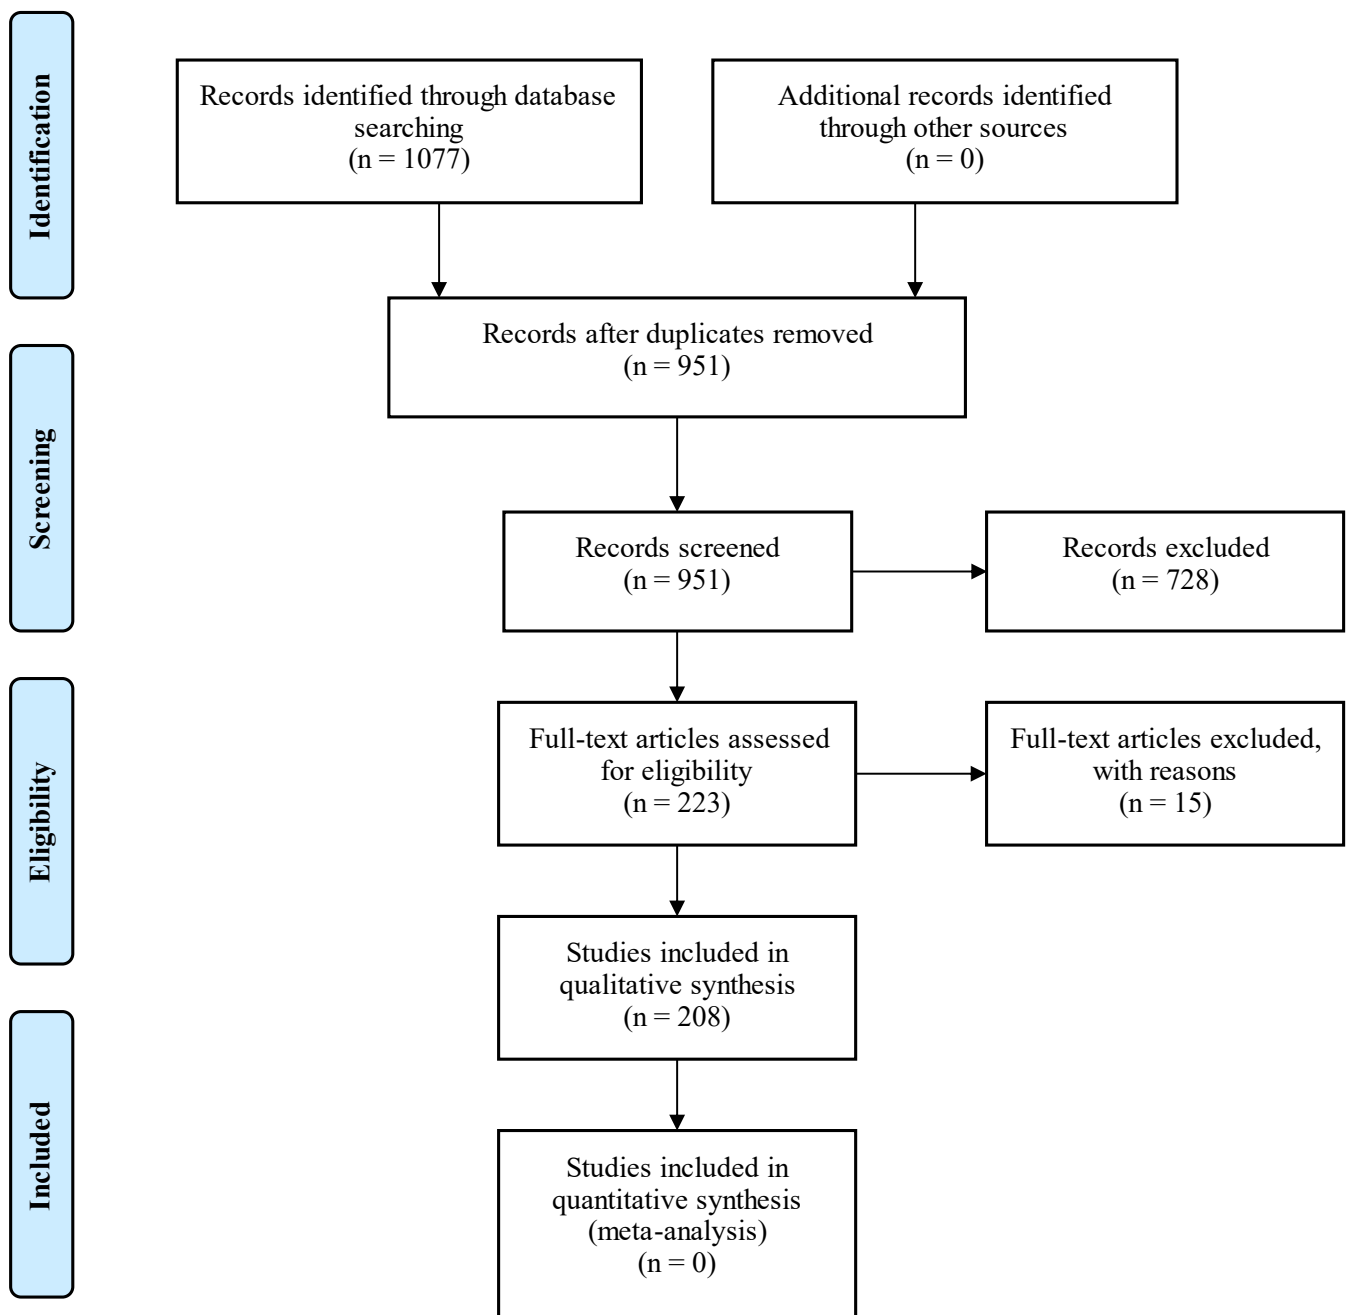 Identification
Records identified through database
searching
(n = 1077)
Additional records identified
through other sources
(n = 0)
Records after duplicates removed
(n = 951)
Screening
Records screened
(n = 951)
Records excluded
(n = 728)
Eligibility
Full-text articles assessed
for eligibility
(n = 223)
Full-text articles excluded,
with reasons
(n = 15)
Studies included in
qualitative synthesis
(n = 208)
Included
Studies included in
quantitative synthesis
(meta-analysis)
(n = 0)